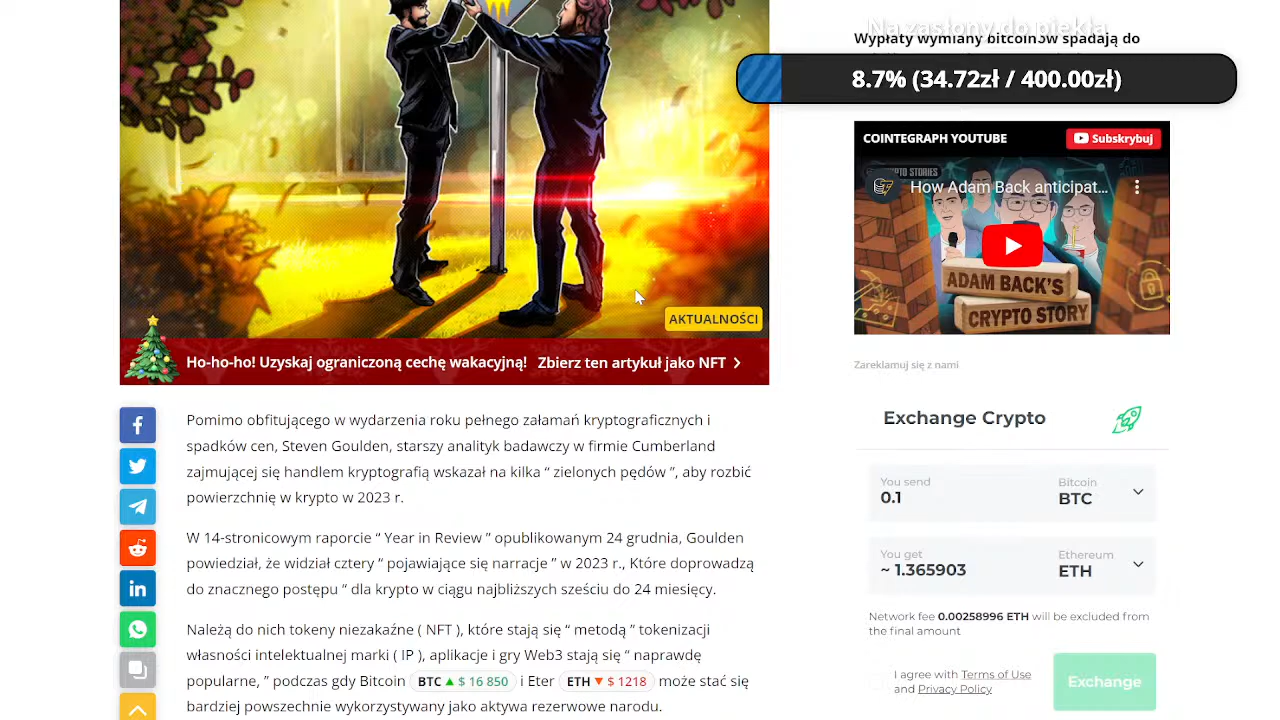 Na zasłony do piekła
Wypłaty wymiany bitcoinów spadają do
8.7% (34.72zł / 400.00zł)
COINTEGRAPH YOUTUBE
Subskrybuj
CRYPTO STORIES
How Adam Back anticipat...
ADAM BACK'S
CRYPTO STORY
AKTUALNOŚCI
Ho-ho-ho! Uzyskaj ograniczoną cechę wakacyjną! Zbierz ten artykuł jako NFT
Zareklamuj się z nami
Pomimo obfitującego w wydarzenia roku pełnego załamań kryptograficznych i
spadków cen, Steven Goulden, starszy analityk badawczy w firmie Cumberland
zajmującej się handlem kryptografią wskazał na kilka “ zielonych pędów ”, aby rozbić
powierzchnię w krypto w 2023 r.
W 14-stronicowym raporcie “ Year in Review ” opublikowanym 24 grudnia, Goulden
powiedział, że widział cztery “ pojawiające się narracje ” w 2023 r., Które doprowadzą
do znacznego postępu “ dla krypto w ciągu najbliższych sześciu do 24 miesięcy.
Należą do nich tokeny niezakaźne ( NFT ), które stają się “ metodą ” tokenizacji
własności intelektualnej marki ( IP ), aplikacje i gry Web3 stają się “ naprawdę
popularne, ” podczas gdy Bitcoin BTC ▲ $ 16 850 i Eter ETH ▼ $ 1218 może stać się
bardziej powszechnie wykorzystywany jako aktywa rezerwowe narodu.
Exchange Crypto
You send
0.1
Bitcoin
BTC
You get
~ 1.365903
Ethereum
ETH
Network fee 0.00258996 ETH will be excluded from
the final amount
I agree with Terms of Use
and Privacy Policy
Exchange